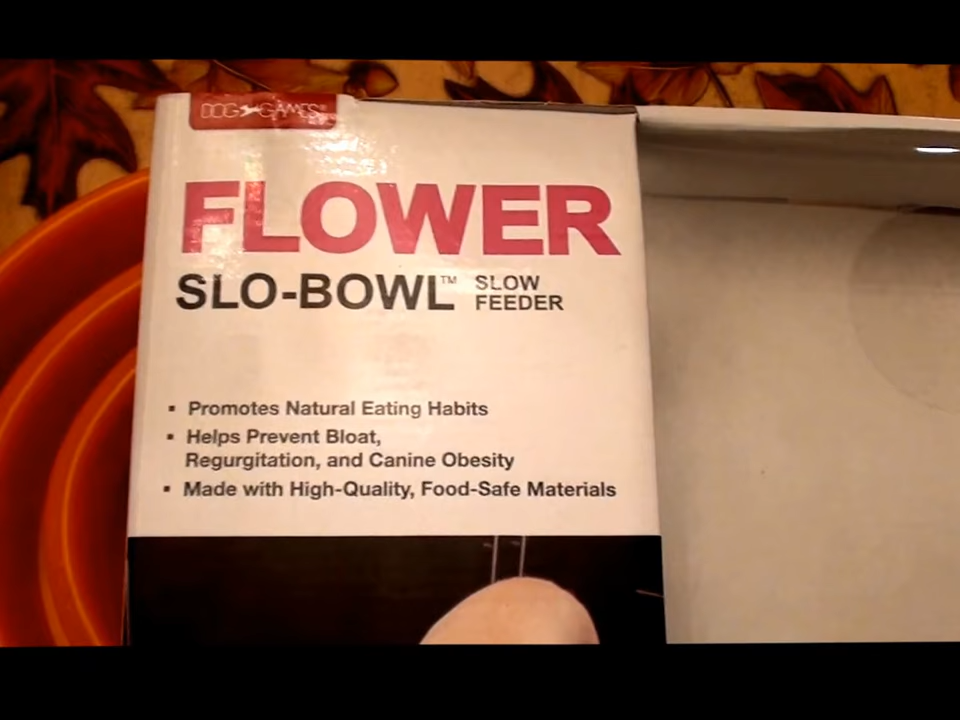 DOG GAMES®
FLOWER
SLO-BOWL™ SLOW
FEEDER
▪ Promotes Natural Eating Habits
▪ Helps Prevent Bloat,
Regurgitation, and Canine Obesity
▪ Made with High-Quality, Food-Safe Materials